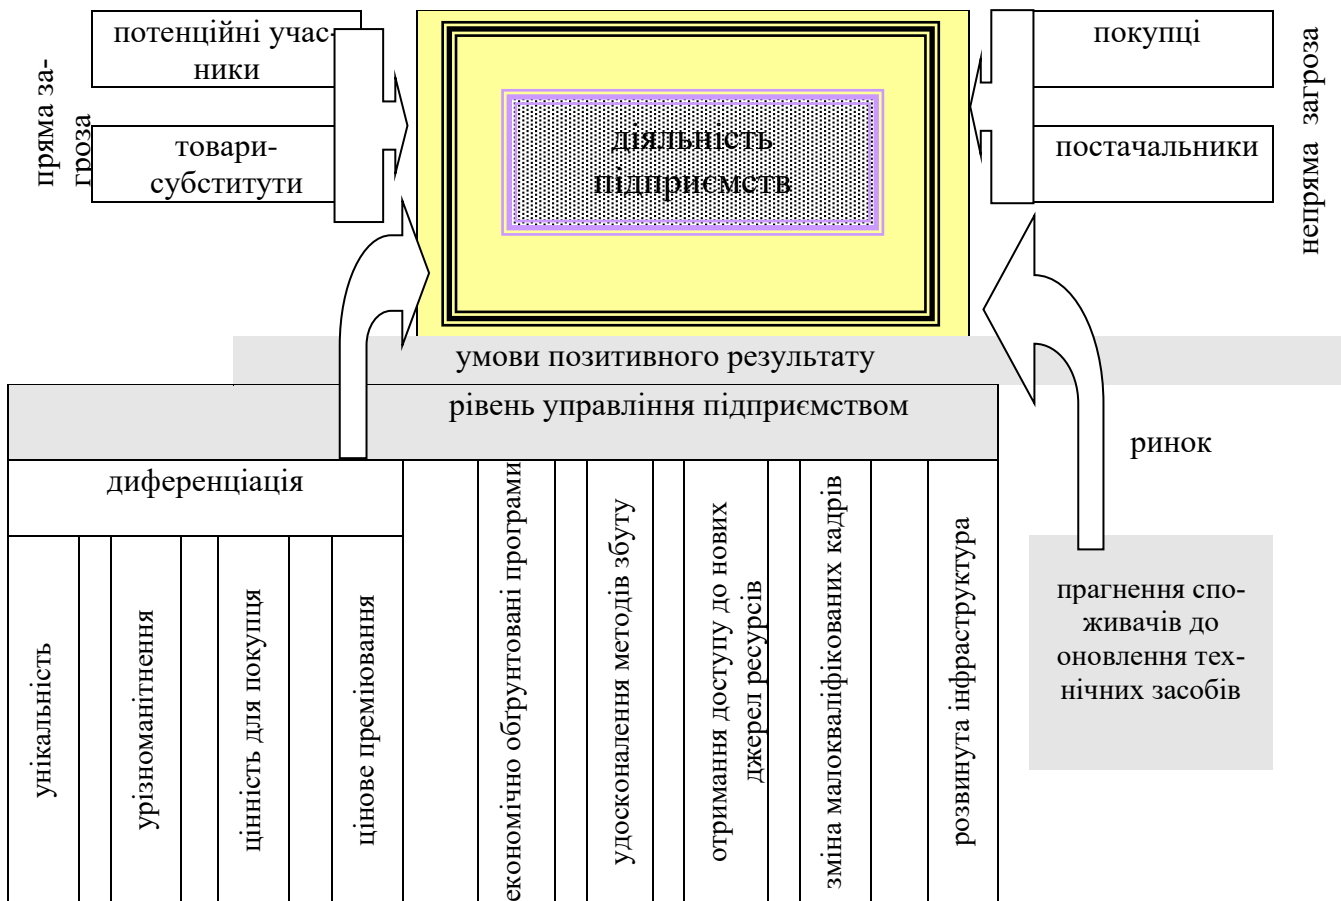 потенційні учас-
ники
пряма за-
гроза
товари-
субститути
діяльність
підприємств
покупці
постачальники
непряма загроза
умови позитивного результату
рівень управління підприємством
ринок
диференціація
унікальність
урізноманітнення
цінність для покупця
цінове преміювання
економічно обґрунтовані програми
удосконалення методів збуту
отримання доступу до нових
джерел ресурсів
зміна малокваліфікованих кадрів
розвинута інфраструктура
прагнення спо-
живачів до
оновлення тех-
нічних засобів